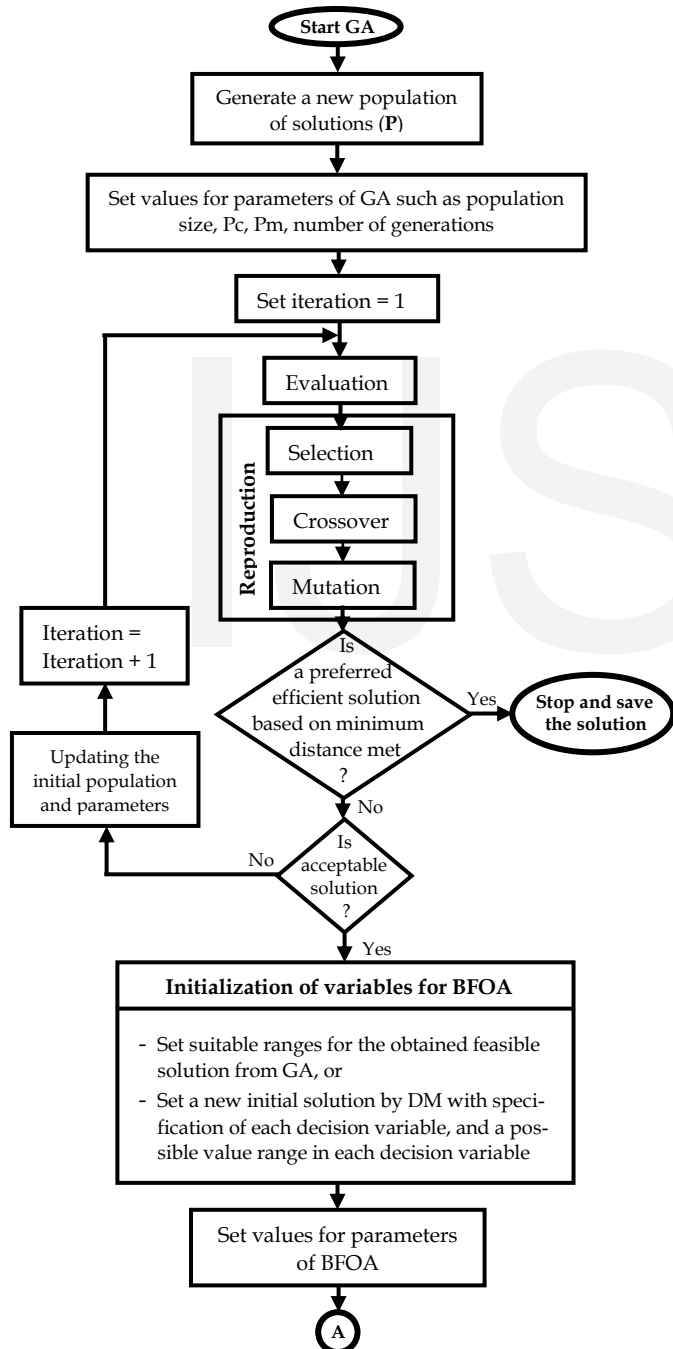 Start GA
Generate a new population
of solutions (P)
Set values for parameters of GA such as population
size, Pc, Pm, number of generations
Set iteration = 1
Evaluation
Reproduction
Selection
Crossover
Mutation
Is
a preferred
efficient solution
based on minimum
distance met
?
Yes
Stop and save
the solution
No
Iteration =
Iteration + 1
Updating the
initial population
and parameters
No
Is
acceptable
solution
?
Yes
Initialization of variables for BFOA
- Set suitable ranges for the obtained feasible
solution from GA, or
- Set a new initial solution by DM with speci-
fication of each decision variable, and a pos-
sible value range in each decision variable
Set values for parameters
of BFOA
A
IJS